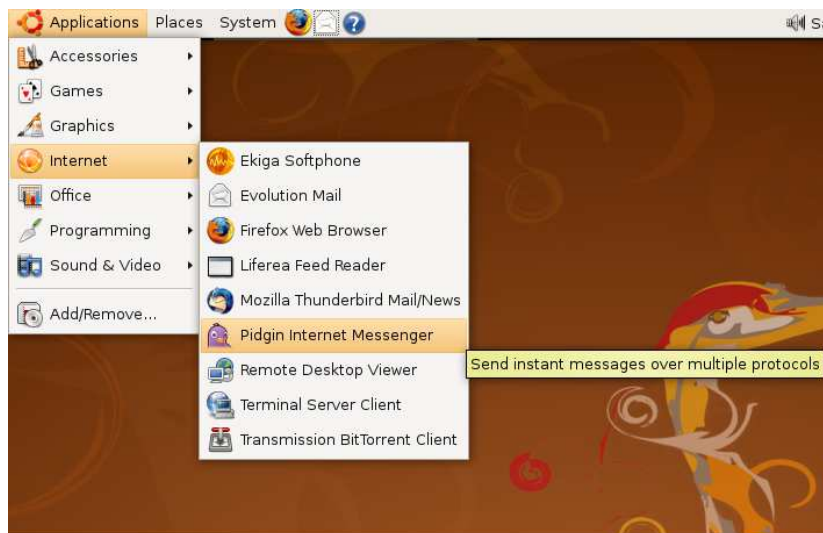 Applications Places System
Accessories
Games
Graphics
Internet
Office
Programming
Sound & Video
Add/Remove...
Ekiga Softphone
Evolution Mail
Firefox Web Browser
Liferea Feed Reader
Mozilla Thunderbird Mail/News
Pidgin Internet Messenger
Remote Desktop Viewer
Terminal Server Client
Transmission BitTorrent Client
Send instant messages over multiple protocols